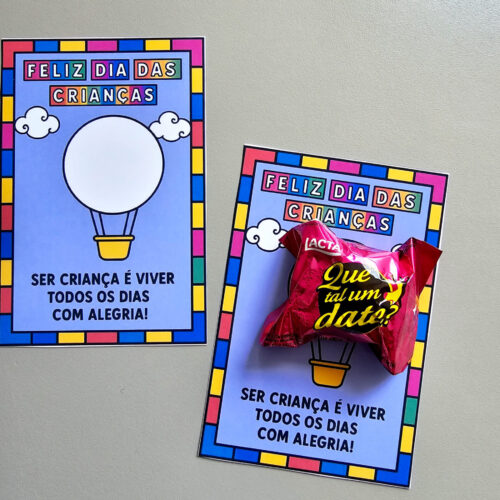 FELIZ DIA DAS
CRIANÇAS
SER CRIANÇA É VIVER
TODOS OS DIAS
COM ALEGRIA!
FELIZ DIA DAS
CRIANÇAS
LACTA
Que
tal um
date?
SER CRIANÇA É VIVER
TODOS OS DIAS
COM ALEGRIA!